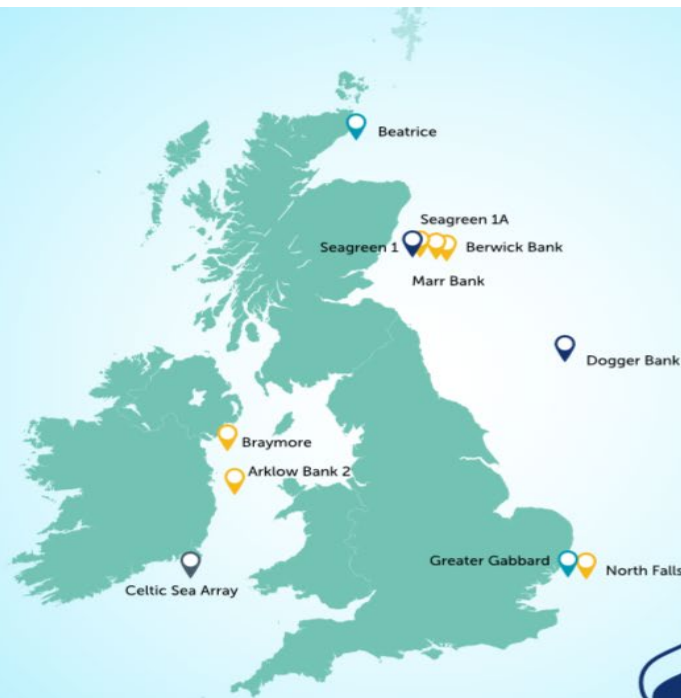 Beatrice
Seagreen 1A
Seagreen 1
Berwick Bank
Marr Bank
Dogger Bank
Braymore
Arklow Bank 2
Greater Gabbard
North Falls
Celtic Sea Array